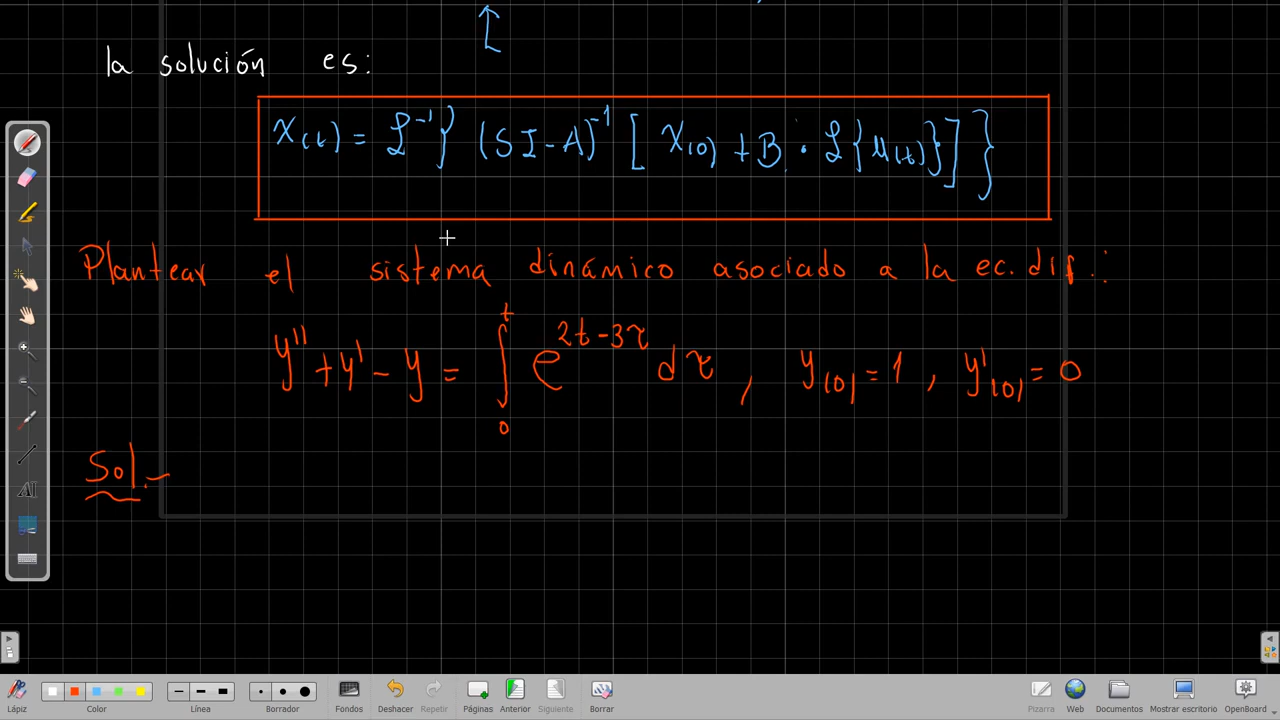 la solución es:
X(t) = ℒ⁻¹{ (SI-A)⁻¹ [ X(0) + B · ℒ{u(t)}] }
Plantear el sistema dinámico asociado a la ec. dif.:
y'' + y' - y = ∫₀ᵗ e^{2t-3τ} dτ , y(0) = 1 , y'(0) = 0
Sol.-
Lápiz Color Línea Borrador Fondos Deshacer Repetir Páginas Anterior Siguiente Borrar Pizarra Web Documentos Mostrar escritorio OpenBoard